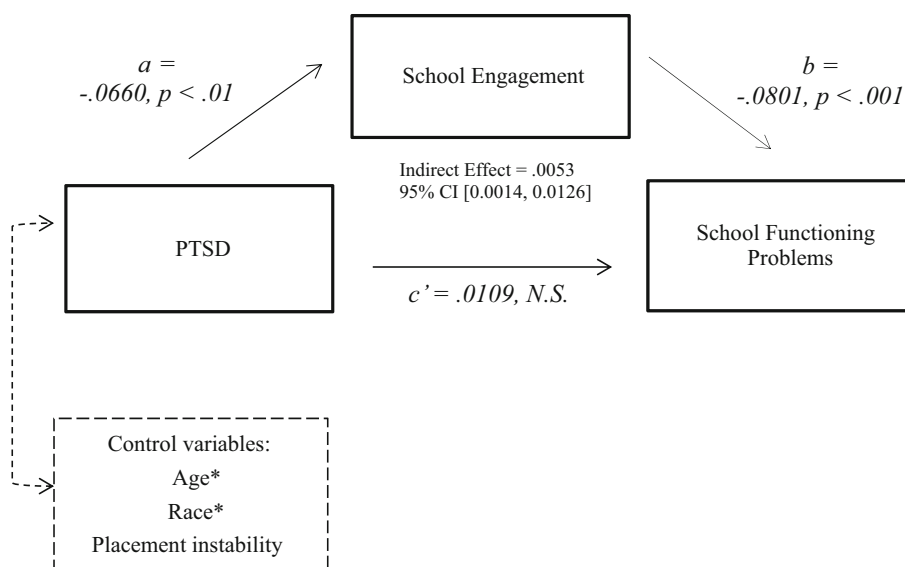 a =
-.0660, p < .01
School Engagement
b =
-.0801, p < .001
Indirect Effect = .0053
95% CI [0.0014, 0.0126]
PTSD
School Functioning
Problems
c’ = .0109, N.S.
Control variables:
Age*
Race*
Placement instability